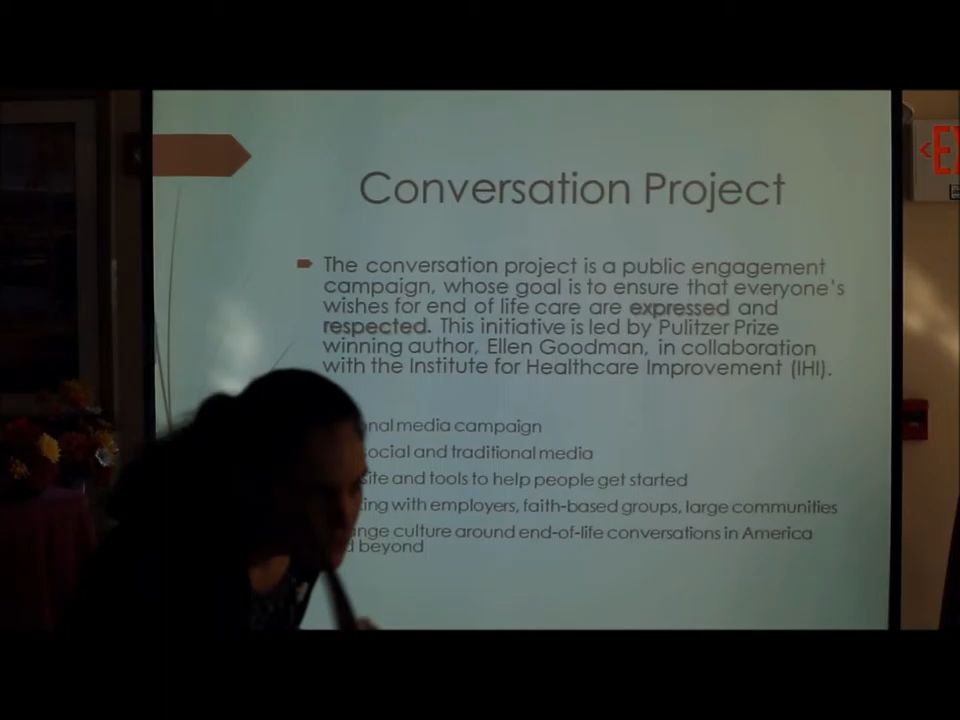 Conversation Project
The conversation project is a public engagement
campaign, whose goal is to ensure that everyone's
wishes for end of life care are expressed and
respected. This initiative is led by Pulitzer Prize
winning author, Ellen Goodman, in collaboration
with the Institute for Healthcare Improvement (IHI).
media campaign
and traditional media
and tools to help people get started
with employers, faith-based groups, large communities
culture around end-of-life conversations in America
beyond